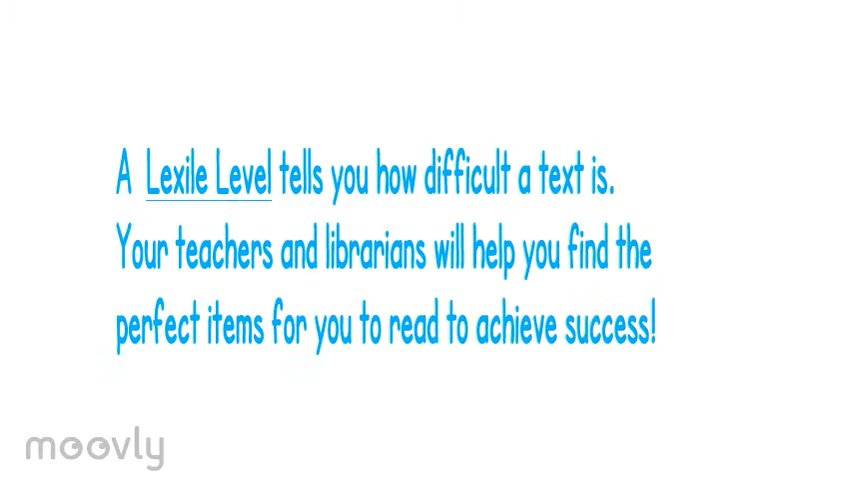 A Lexile Level tells you how difficult a text is.
Your teachers and librarians will help you find the
perfect items for you to read to achieve success!
moovly